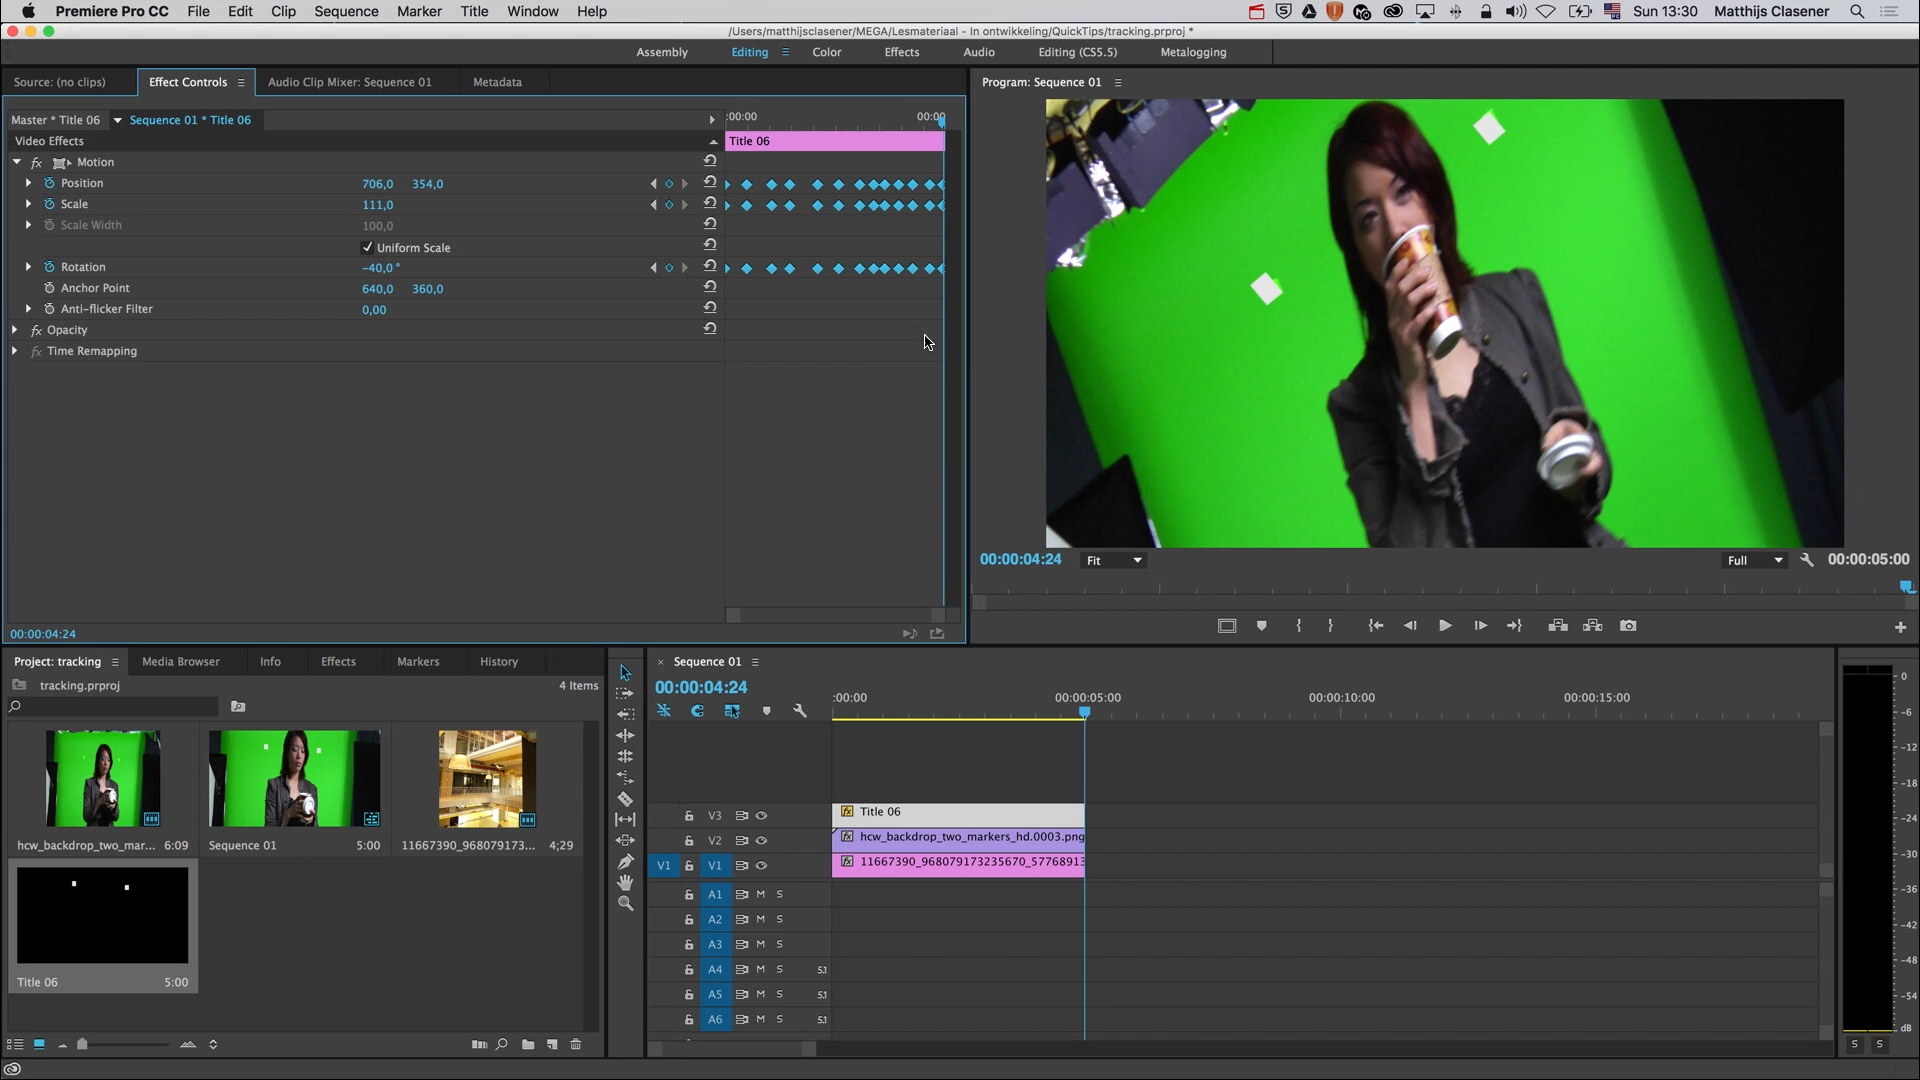 Premiere Pro CC File Edit Clip Sequence Marker Title Window Help Sun 13:30 Matthijs Clasener
/Users/matthijsclasener/MEGA/Lesmateriaal - In ontwikkeling/QuickTips/tracking.prproj *
Assembly Editing Color Effects Audio Editing (CS5.5) Metalogging
Source: (no clips) Effect Controls Audio Clip Mixer: Sequence 01 Metadata
Program: Sequence 01
Master * Title 06 Sequence 01 * Title 06 :00:00 00:00
Video Effects Title 06
fx Motion
Position 706,0 354,0
Scale 111,0
Scale Width 100,0
Uniform Scale
Rotation -40,0 °
Anchor Point 640,0 360,0
Anti-flicker Filter 0,00
fx Opacity
fx Time Remapping
00:00:04:24 Fit Full 00:00:05:00
00:00:04:24
Project: tracking Media Browser Info Effects Markers History
tracking.prproj 4 Items
hcw_backdrop_two_mar... 6:09 Sequence 01 5:00 11667390_968079173... 4;29
Title 06 5:00
× Sequence 01
00:00:04:24
:00:00 00:00:05:00 00:00:10:00 00:00:15:00
V3 fx Title 06
V2 fx hcw_backdrop_two_markers_hd.0003.png
V1 V1 fx 11667390_968079173235670_57768913
A1 M S
A2 M S
A3 M S
A4 M S 5.1
A5 M S 5.1
A6 M S 5.1
0
-6
-12
-18
-24
-30
-36
-42
-48
-54
dB
S S